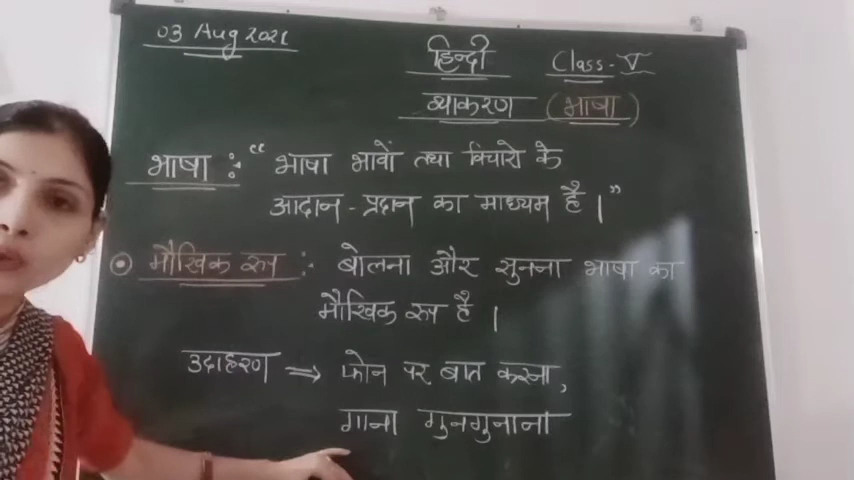 03 Aug 2021
हिन्दी Class-V
व्याकरण (भाषा)
भाषा :- “ भाषा भावों तथा विचारो के
आदान-प्रदान का माध्यम है।”
मौखिक रूप :- बोलना और सुनना भाषा का
मौखिक रूप है।
उदाहरण ⇒ फोन पर बात करना,
गाना गुनगुनाना